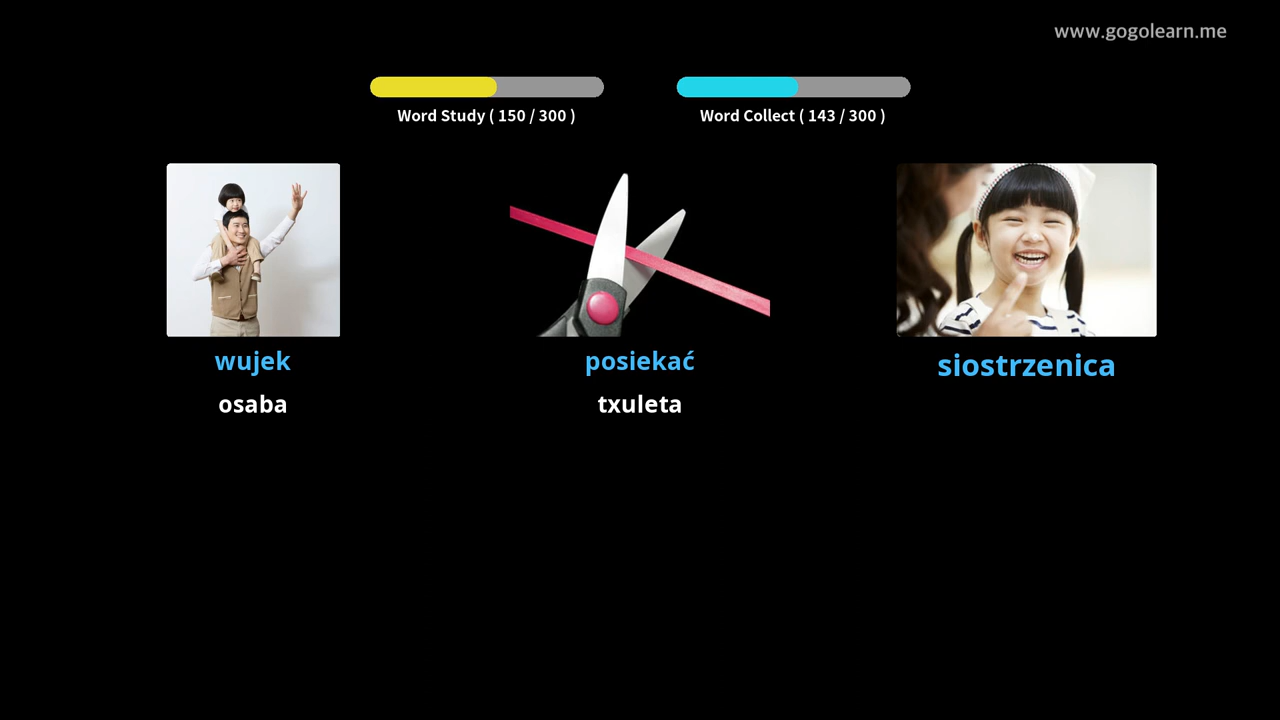 www.gogolearn.me
Word Study ( 150 / 300 )
Word Collect ( 143 / 300 )
wujek
posiekać
siostrzenica
osaba
txuleta